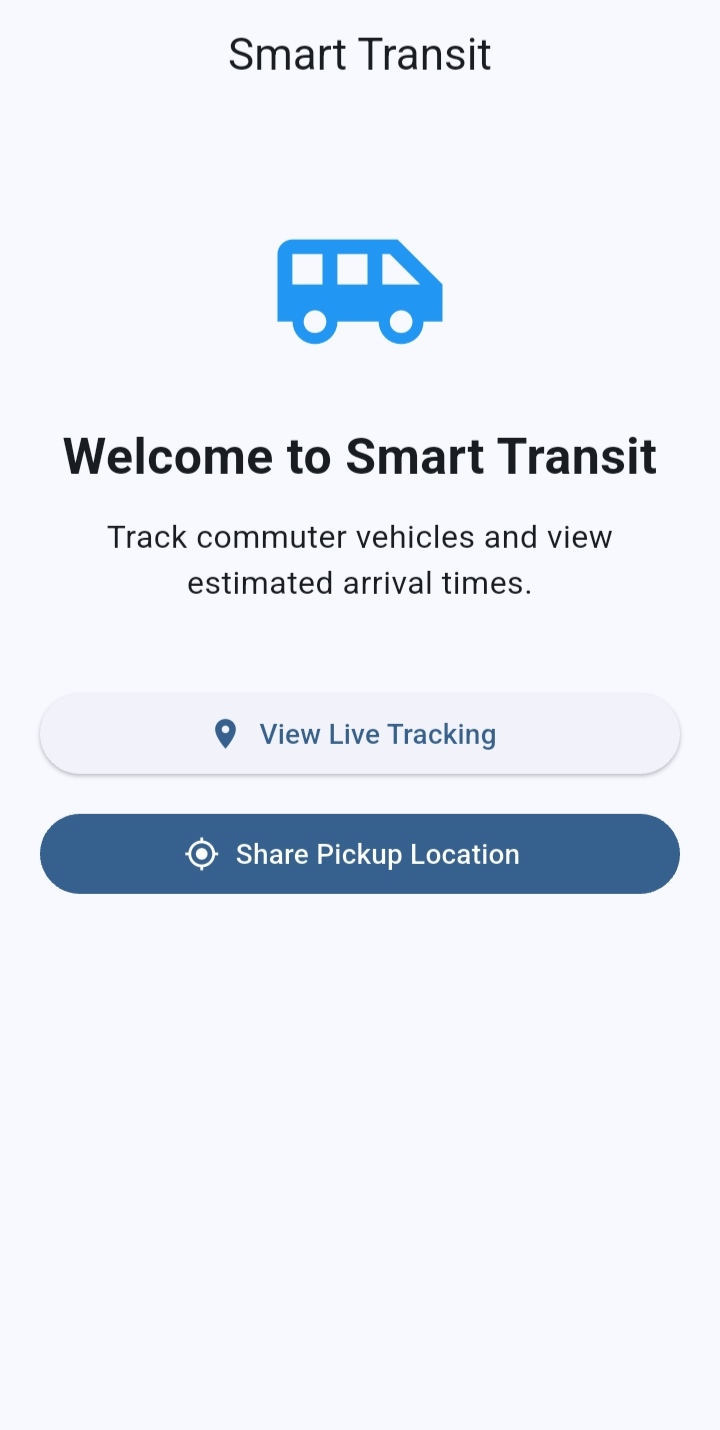 Smart Transit
Welcome to Smart Transit
Track commuter vehicles and view
estimated arrival times.
View Live Tracking
Share Pickup Location